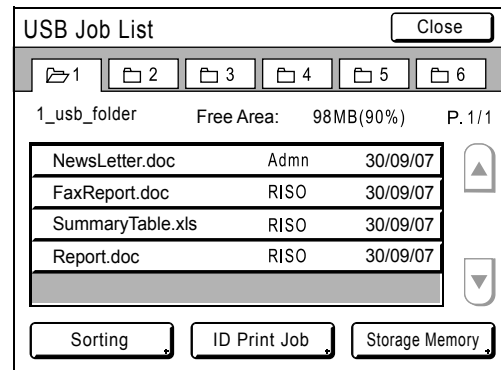 USB Job List Close
1 2 3 4 5 6
1_usb_folder Free Area: 98MB(90%) P. 1/1
NewsLetter.doc Admn 30/09/07
FaxReport.doc RISO 30/09/07
SummaryTable.xls RISO 30/09/07
Report.doc RISO 30/09/07
Sorting ID Print Job Storage Memory